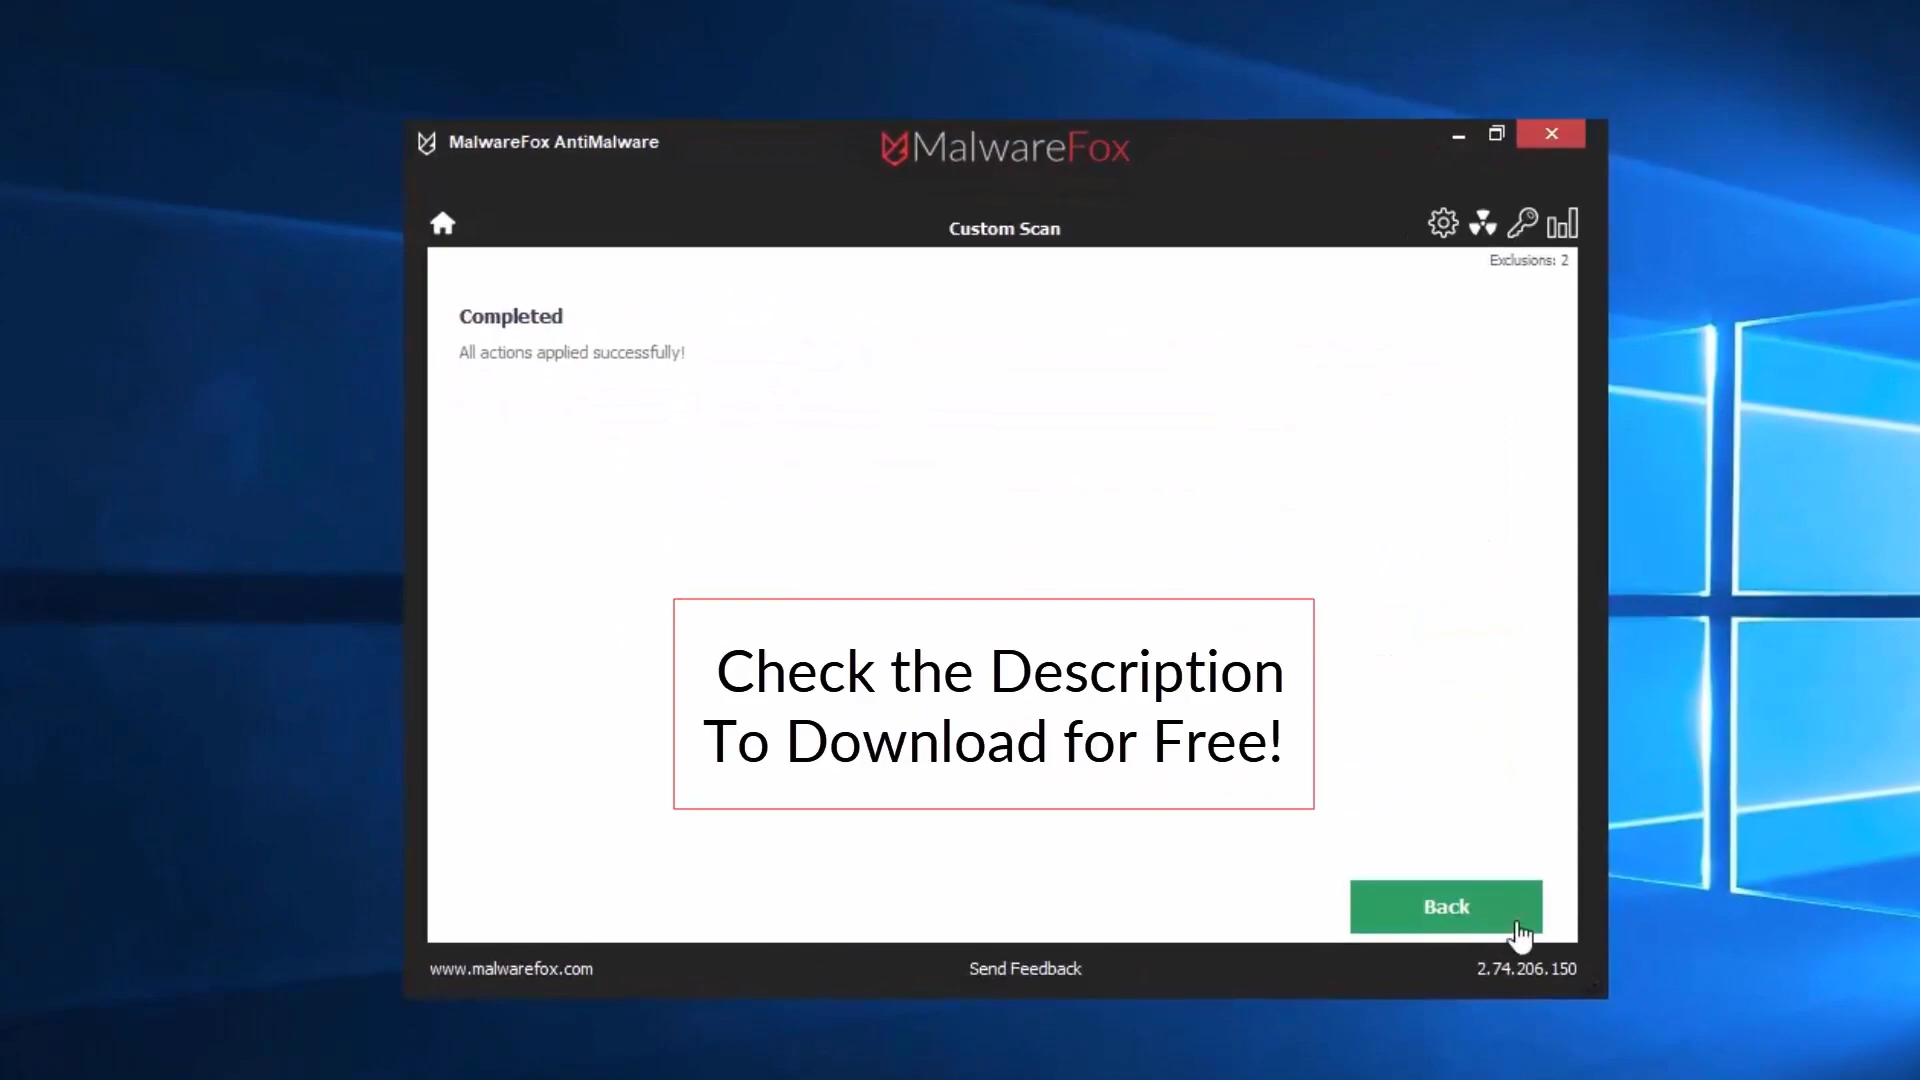 MalwareFox AntiMalware
MalwareFox
Custom Scan
Exclusions: 2
Completed
All actions applied successfully!
Check the Description
To Download for Free!
Back
www.malwarefox.com
Send Feedback
2.74.206.150